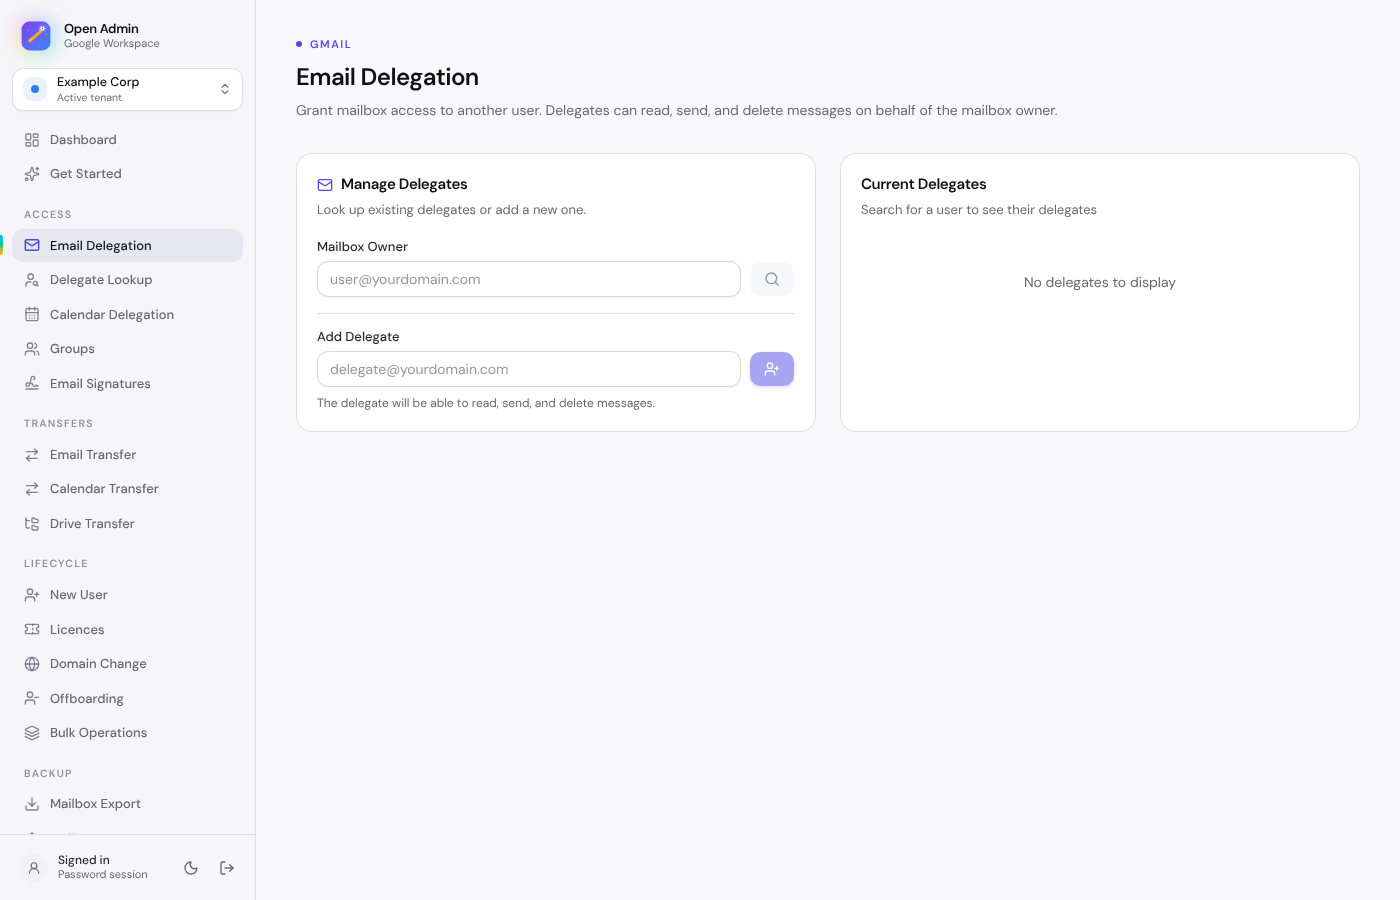 Open Admin
Google Workspace
Example Corp
Active tenant
Dashboard
Get Started
ACCESS
Email Delegation
Delegate Lookup
Calendar Delegation
Groups
Email Signatures
TRANSFERS
Email Transfer
Calendar Transfer
Drive Transfer
LIFECYCLE
New User
Licences
Domain Change
Offboarding
Bulk Operations
BACKUP
Mailbox Export
Signed in
Password session
GMAIL
Email Delegation
Grant mailbox access to another user. Delegates can read, send, and delete messages on behalf of the mailbox owner.
Manage Delegates
Look up existing delegates or add a new one.
Mailbox Owner
user@yourdomain.com
Add Delegate
delegate@yourdomain.com
The delegate will be able to read, send, and delete messages.
Current Delegates
Search for a user to see their delegates
No delegates to display